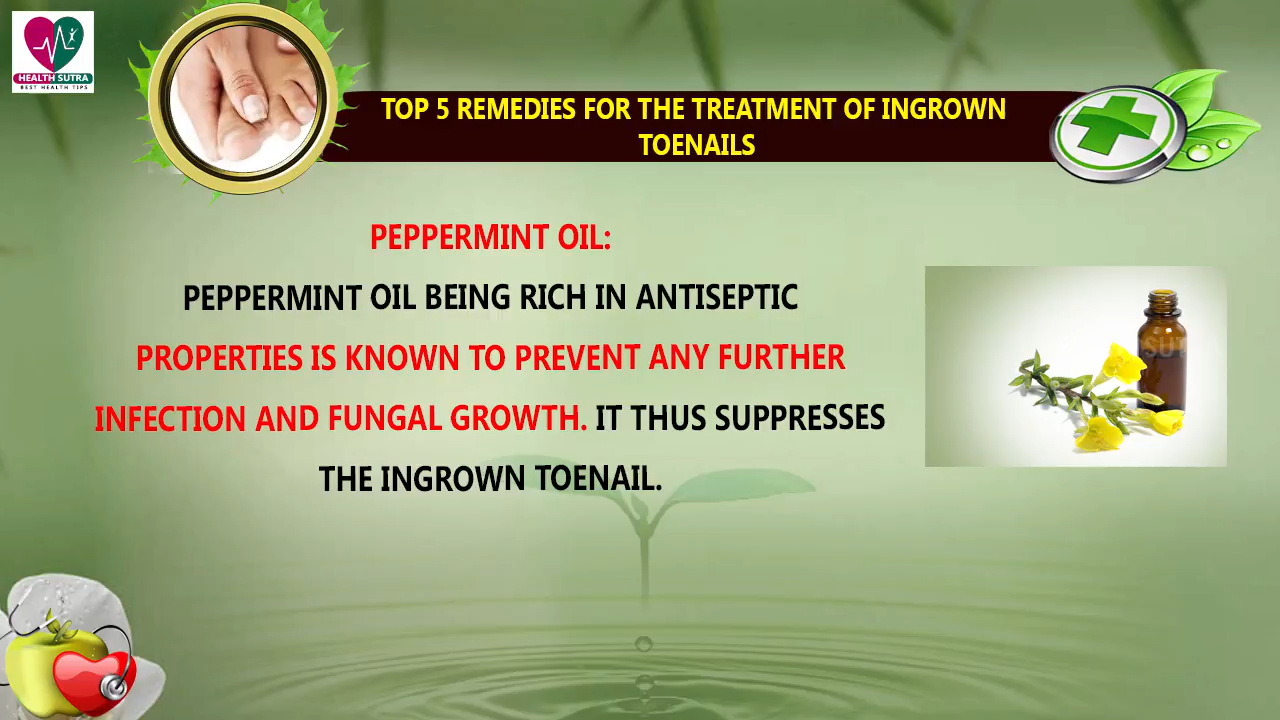 HEALTH SUTRA
BEST HEALTH TIPS
TOP 5 REMEDIES FOR THE TREATMENT OF INGROWN
TOENAILS
PEPPERMINT OIL:
PEPPERMINT OIL BEING RICH IN ANTISEPTIC
PROPERTIES IS KNOWN TO PREVENT ANY FURTHER
INFECTION AND FUNGAL GROWTH. IT THUS SUPPRESSES
THE INGROWN TOENAIL.